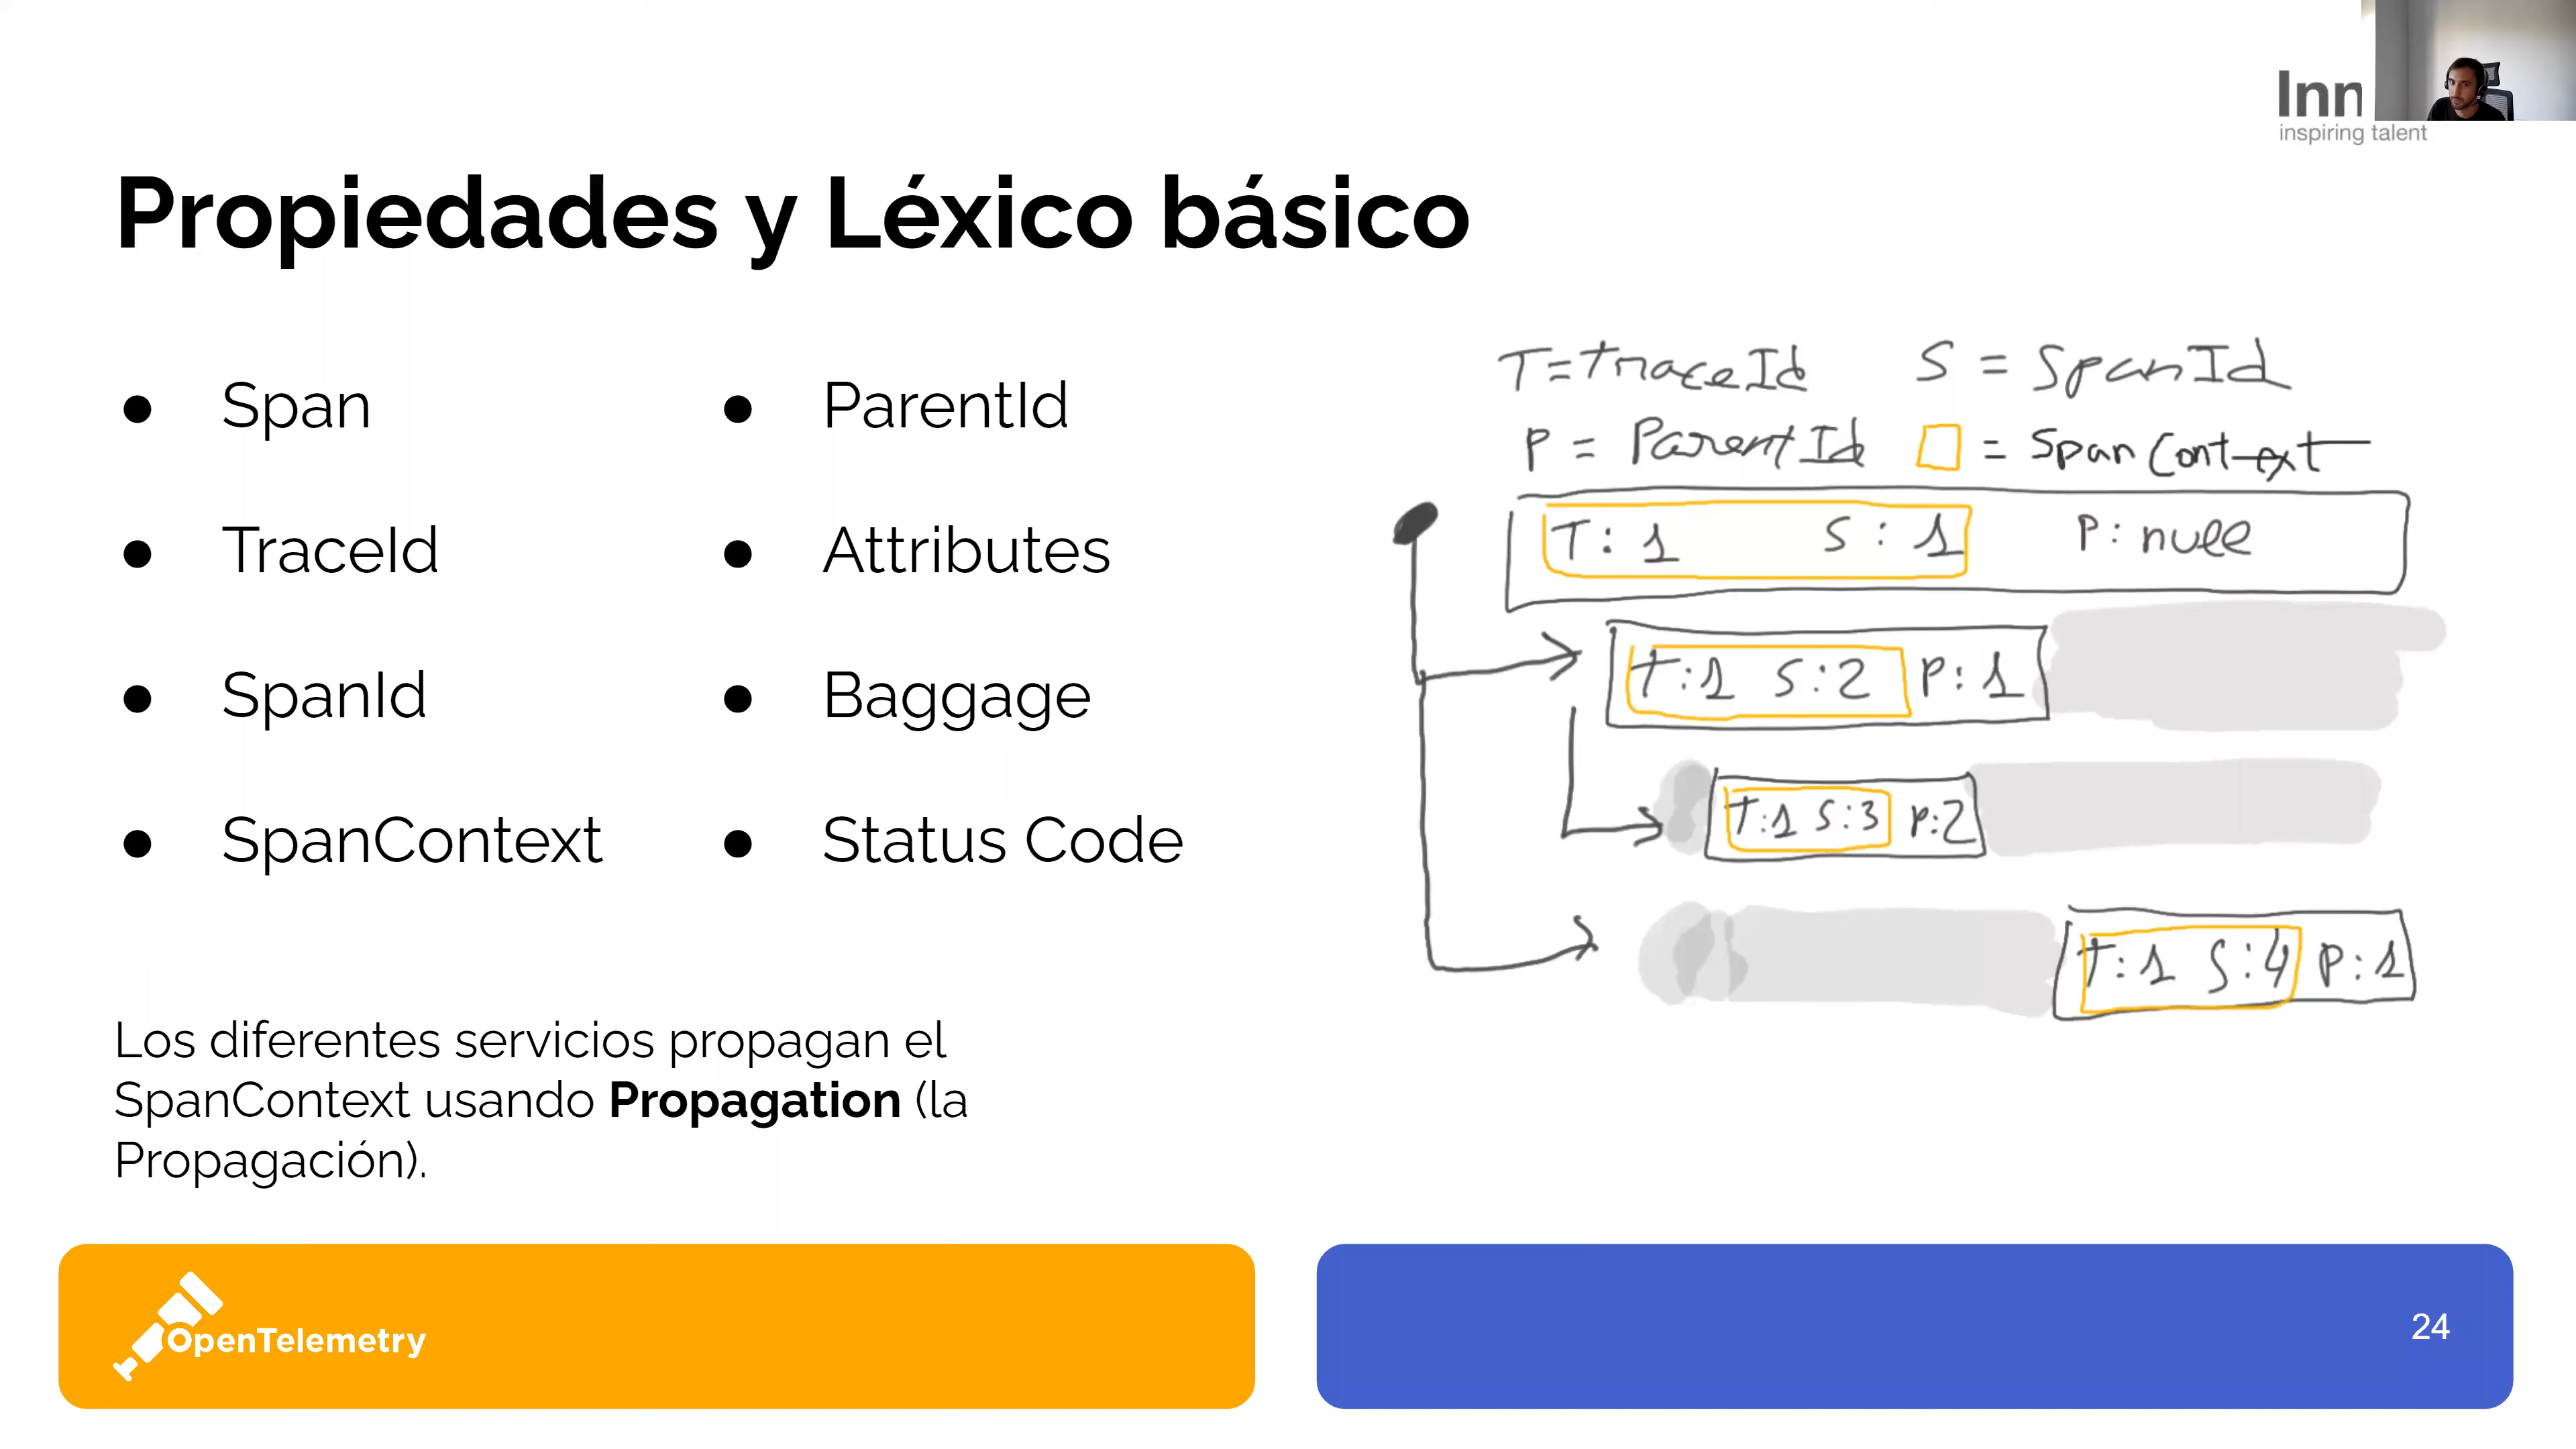 Inn
inspiring talent
Propiedades y Léxico básico
● Span
● TraceId
● SpanId
● SpanContext
● ParentId
● Attributes
● Baggage
● Status Code
Los diferentes servicios propagan el
SpanContext usando Propagation (la
Propagación).
T=TraceId S = SpanId
P = ParentId = Span Context
T: 1 S: 1 P: null
T:1 S:2 P:1
T:1 S:3 P:2
T:1 S:4 P:1
OpenTelemetry
24